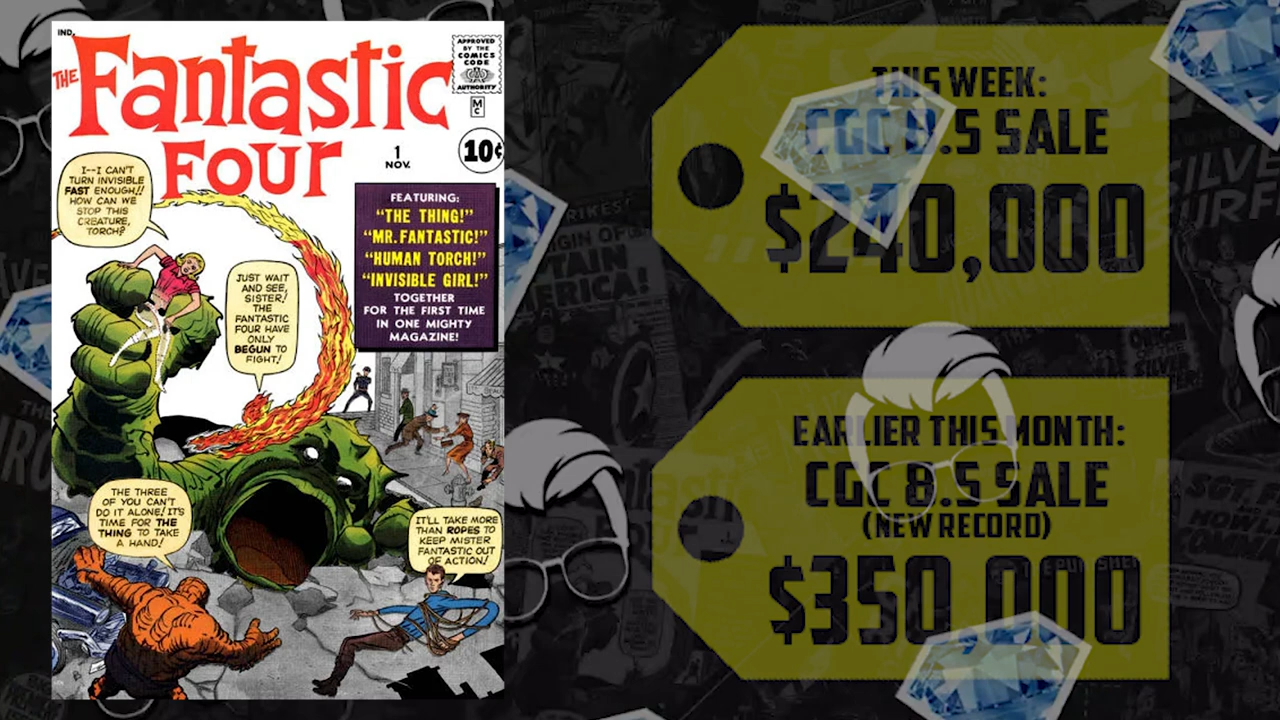 IND.
THE
FANTASTIC
FOUR
APPROVED
BY THE
COMICS
CODE
AUTHORITY
M
C
1
NOV.
10¢
I--I CAN'T
TURN INVISIBLE
FAST ENOUGH!!
HOW CAN WE
STOP THIS
CREATURE,
TORCH?
JUST WAIT
AND SEE,
SISTER!
THE
FANTASTIC
FOUR HAVE
ONLY
BEGUN TO
FIGHT!
FEATURING:
"THE THING!"
"MR. FANTASTIC!"
"HUMAN TORCH!"
"INVISIBLE GIRL!"
TOGETHER
FOR THE FIRST TIME
IN ONE MIGHTY
MAGAZINE!
THE THREE
OF YOU CAN'T
DO IT ALONE! IT'S
TIME FOR THE
THING TO TAKE
A HAND!
IT'LL TAKE MORE
THAN ROPES TO
KEEP MISTER
FANTASTIC OUT
OF ACTION!
THIS WEEK:
CGC 8.5 SALE
$240,000
EARLIER THIS MONTH:
CGC 8.5 SALE
(NEW RECORD)
$350,000